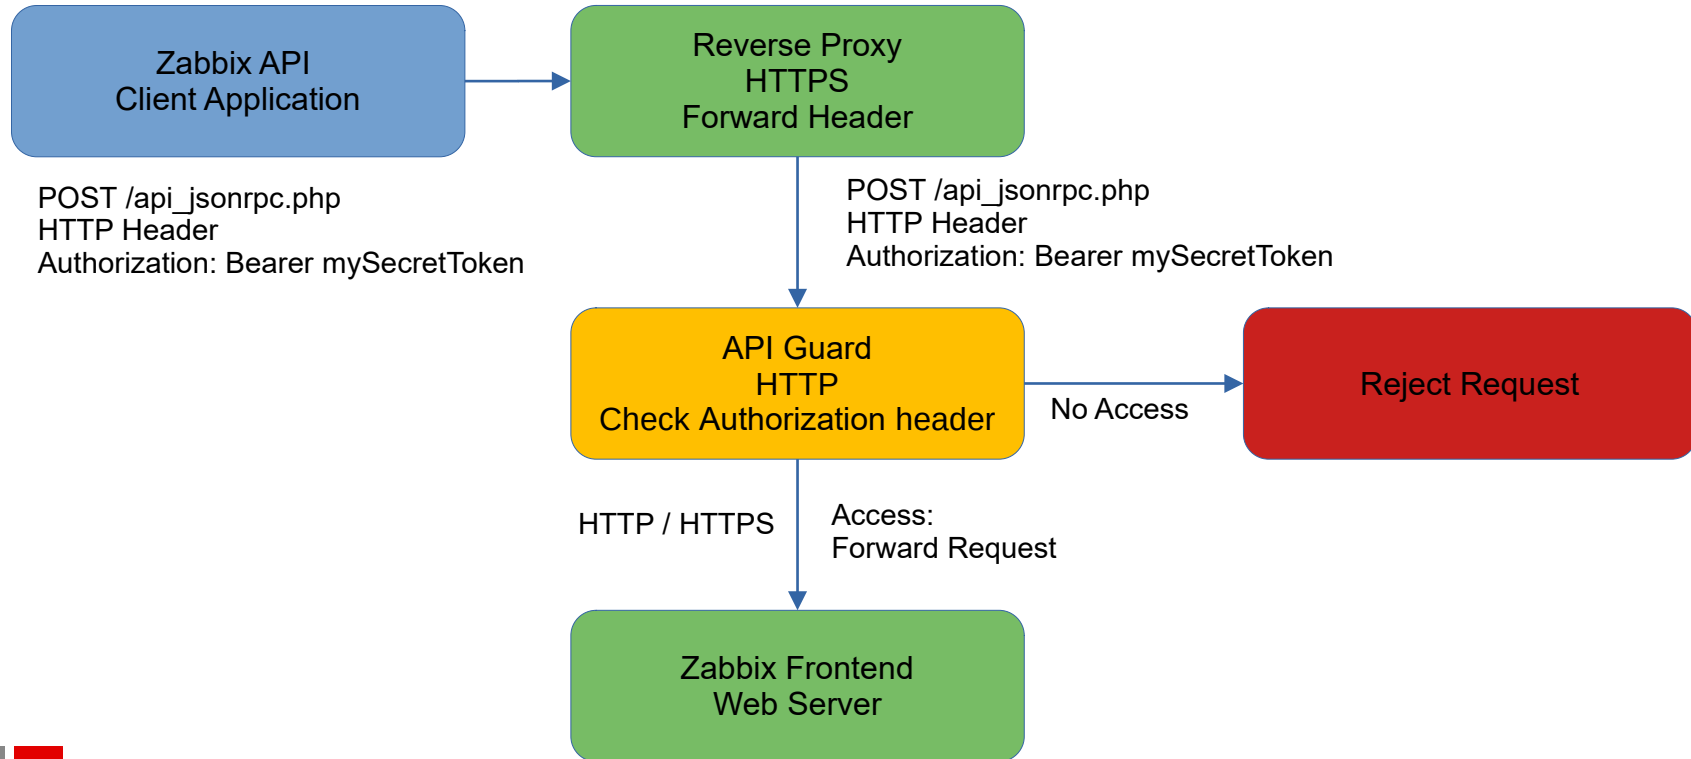 Zabbix API
Client Application
Reverse Proxy
HTTPS
Forward Header
POST /api_jsonrpc.php
HTTP Header
Authorization: Bearer mySecretToken
POST /api_jsonrpc.php
HTTP Header
Authorization: Bearer mySecretToken
API Guard
HTTP
Check Authorization header
No Access
Reject Request
HTTP / HTTPS
Access:
Forward Request
Zabbix Frontend
Web Server